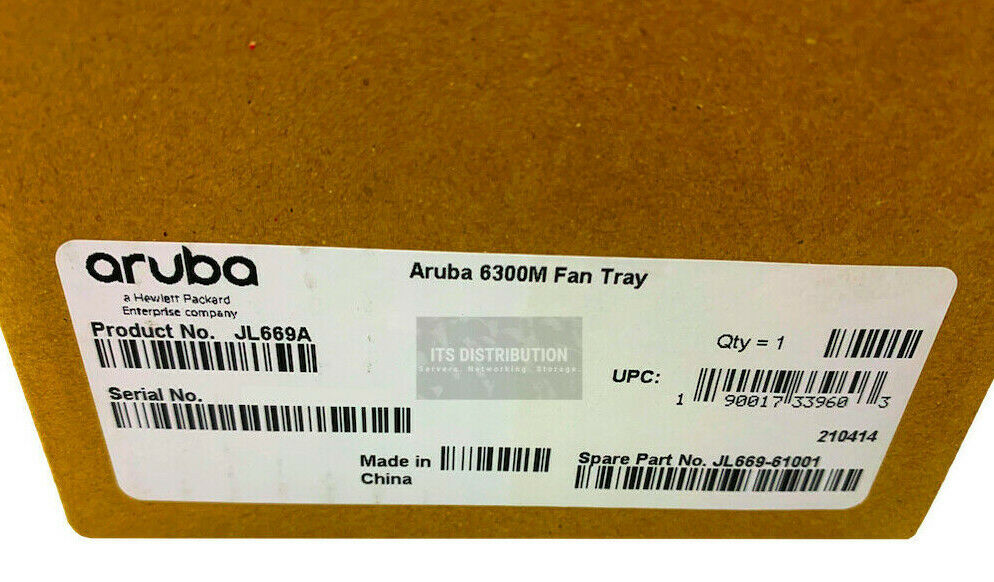 aruba
a Hewlett Packard
Enterprise company
Aruba 6300M Fan Tray
Product No. JL669A
ITS DISTRIBUTION
Servers. Networking. Storage.
Qty = 1
UPC:
1 90017 33960 3
Serial No.
210414
Made in
China
Spare Part No. JL669-61001